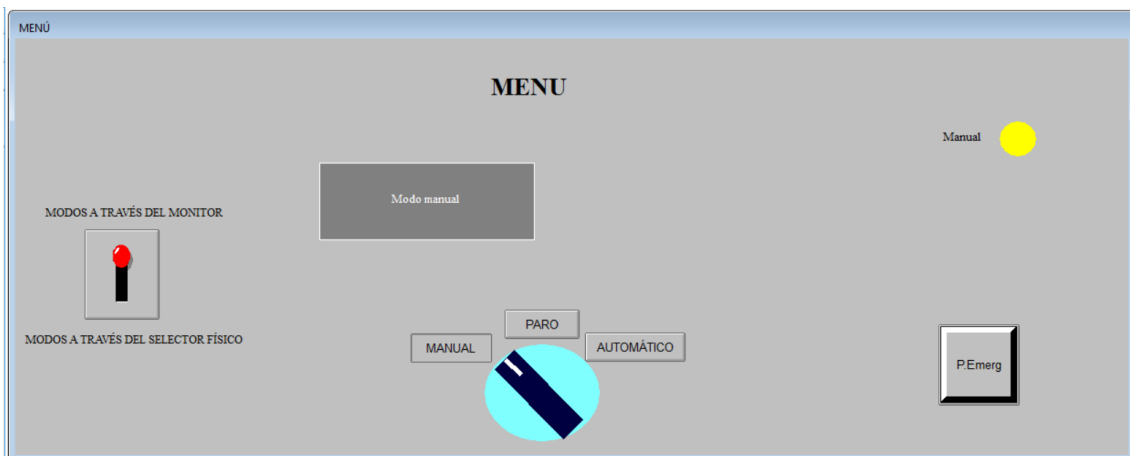 MENÚ
MENU
Manual
Modo manual
MODOS A TRAVÉS DEL MONITOR
MODOS A TRAVÉS DEL SELECTOR FÍSICO
PARO
MANUAL
AUTOMÁTICO
P.Emerg